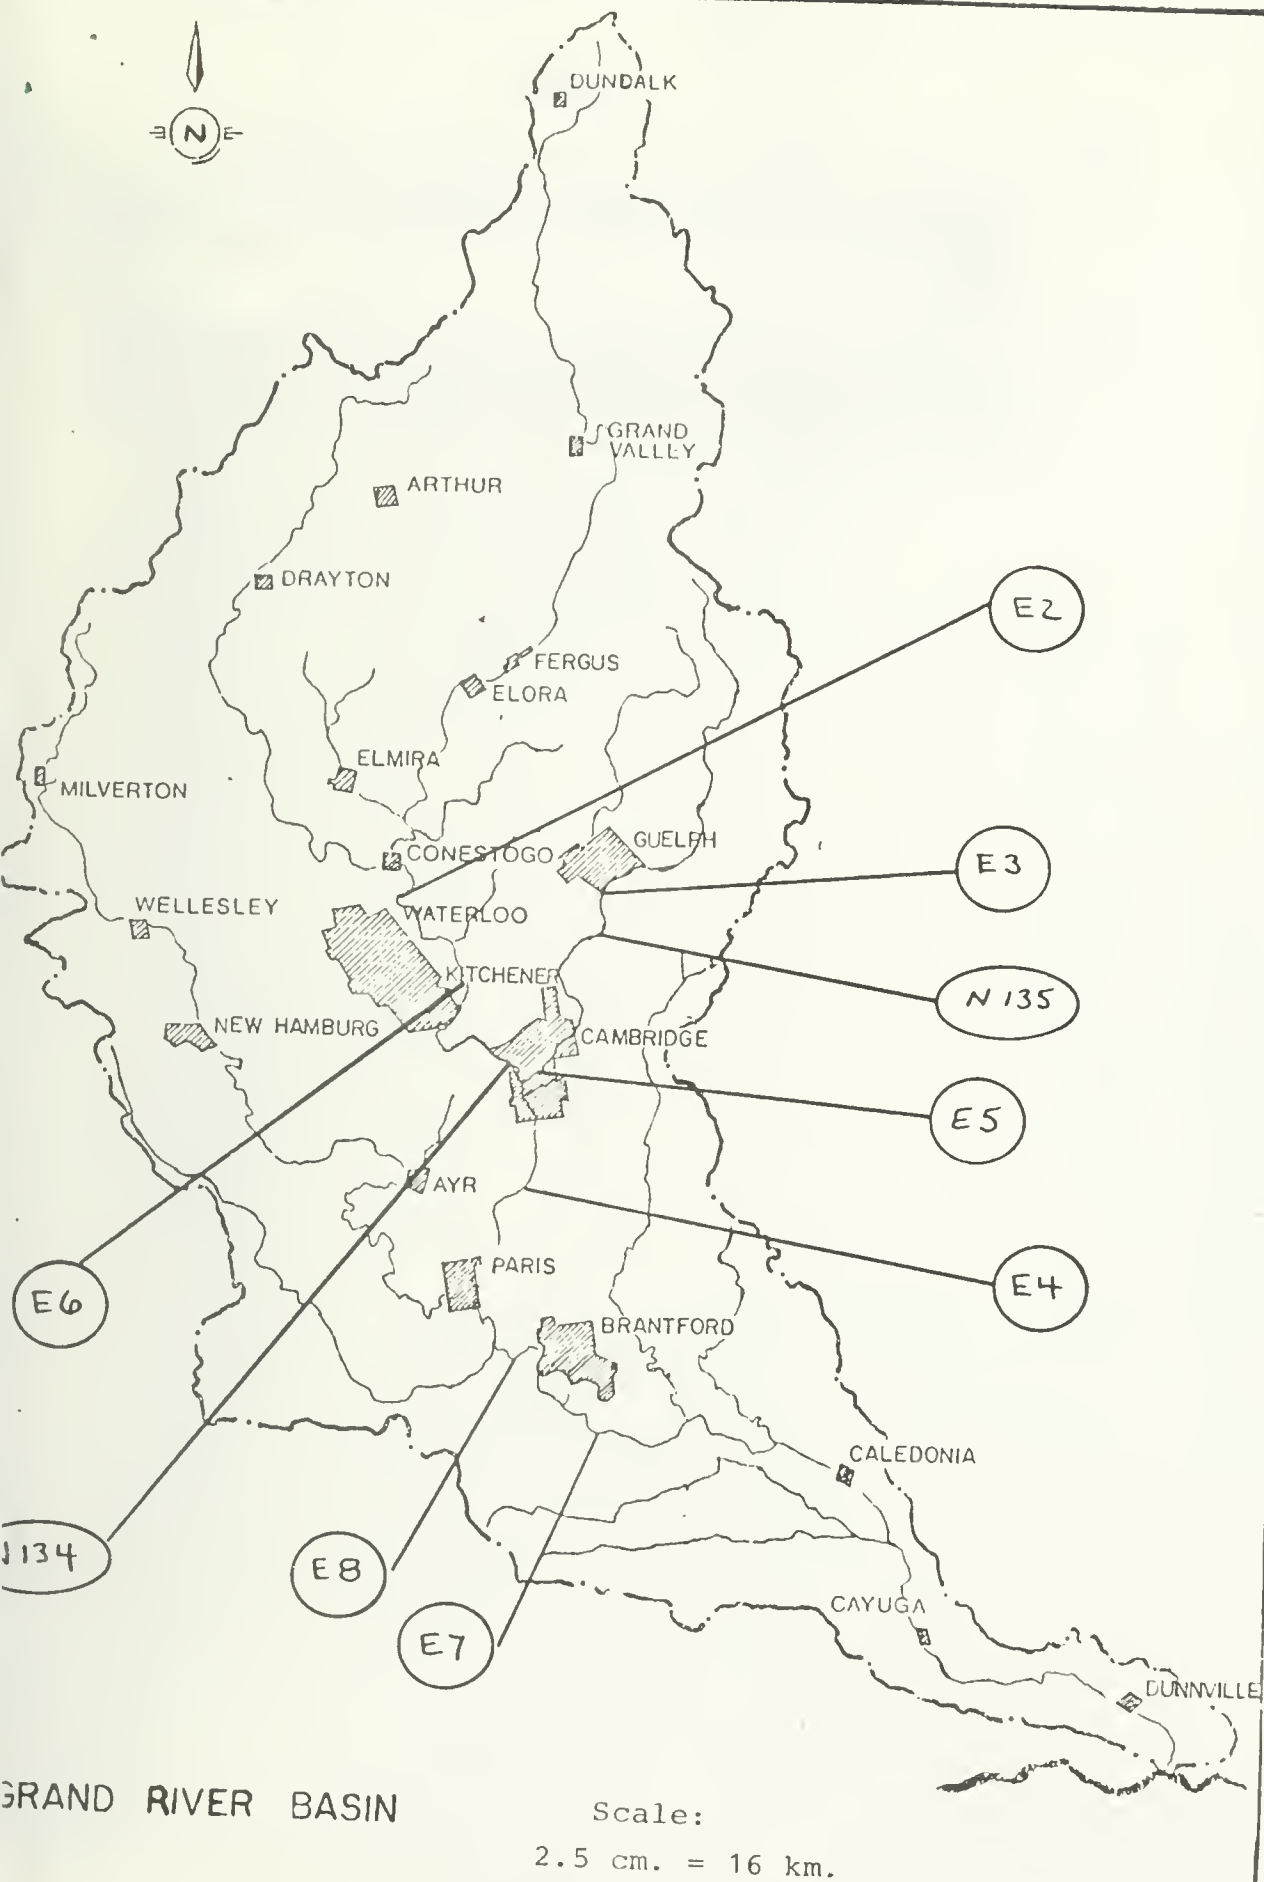 DUNDALK
N
GRAND
VALLEY
ARTHUR
DRAYTON
E2
FERGUS
ELORA
ELMIRA
MILVERTON
GUELPH
CONESTOGO
E3
WELLESLEY
WATERLOO
KITCHENER
N 135
NEW HAMBURG
CAMBRIDGE
E5
AYR
PARIS
E4
E6
BRANTFORD
CALEDONIA
N134
E8
CAYUGA
E7
DUNNVILLE
GRAND RIVER BASIN
Scale:
2.5 cm. = 16 km.